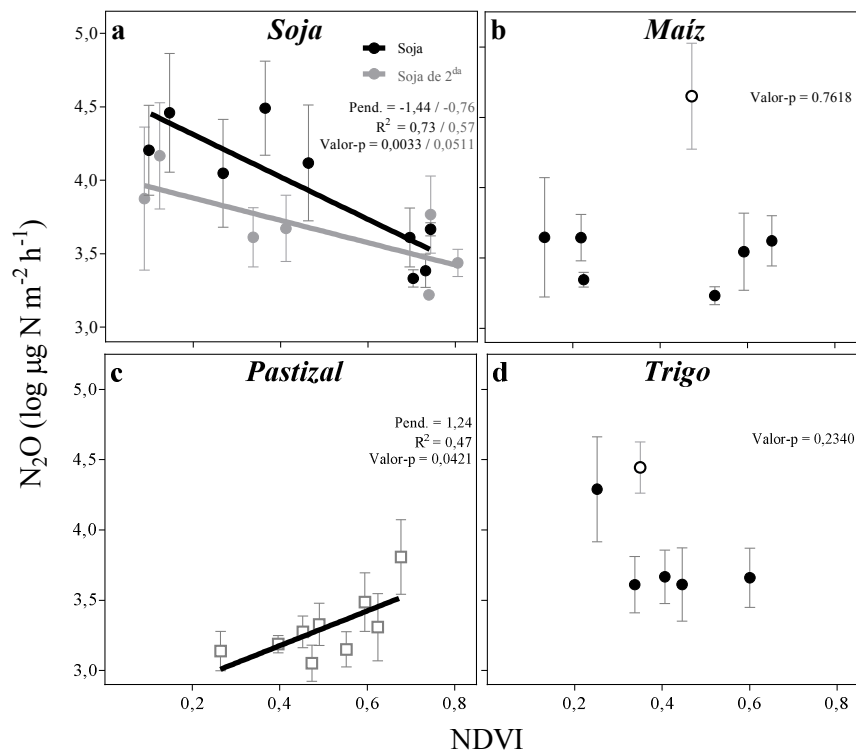 a Soja
Soja
Soja de 2da
Pend. = -1,44 / -0,76
R2 = 0,73 / 0,57
Valor-p = 0,0033 / 0,0511
5,0
4,5
4,0
3,5
3,0
b Maíz
Valor-p = 0.7618
c Pastizal
Pend. = 1,24
R2 = 0,47
Valor-p = 0,0421
5,0
4,5
4,0
3,5
3,0
0,2 0,4 0,6 0,8
d Trigo
Valor-p = 0,2340
0,2 0,4 0,6 0,8
N2O (log µg N m-2 h-1)
NDVI